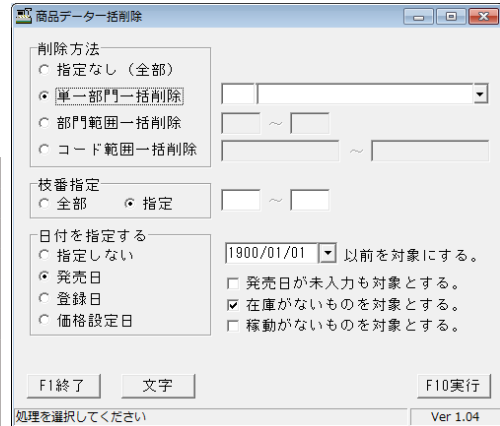 商品データ一括削除
削除方法
指定なし（全部）
単一部門一括削除
部門範囲一括削除 ～
コード範囲一括削除 ～
枝番指定
全部 指定 ～
日付を指定する
指定しない
1900/01/01 以前を対象にする。
発売日
発売日が未入力も対象とする。
登録日
在庫がないものを対象とする。
価格設定日
稼動がないものを対象とする。
F1終了 文字 F10実行
処理を選択してください Ver 1.04